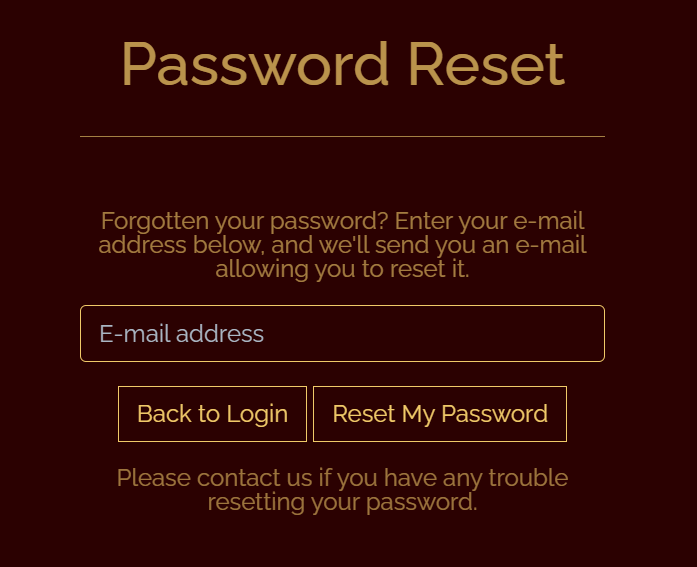 Password Reset
Forgotten your password? Enter your e-mail
address below, and we'll send you an e-mail
allowing you to reset it.
E-mail address
Back to Login Reset My Password
Please contact us if you have any trouble
resetting your password.